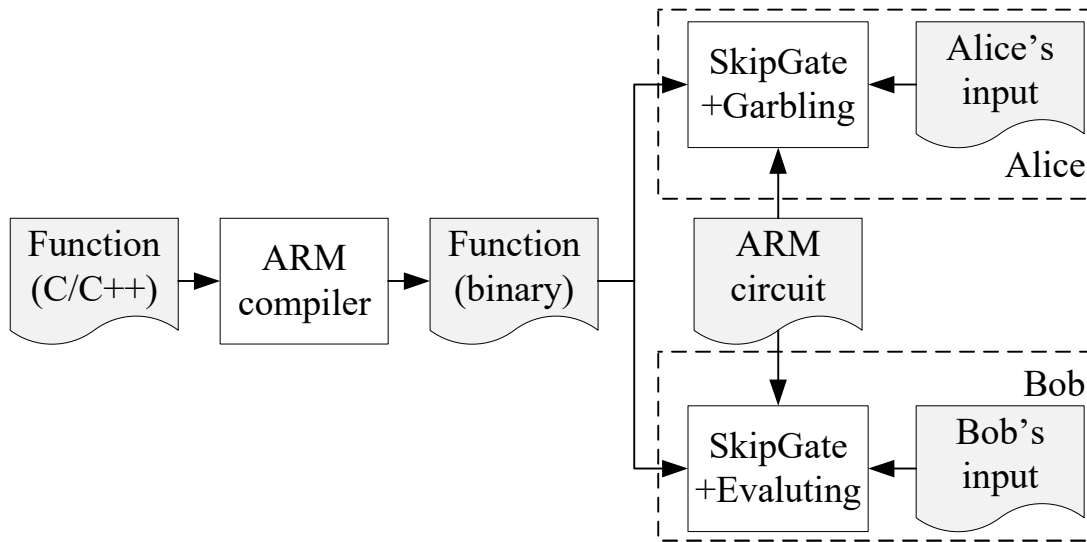 SkipGate
+Garbling
Alice's
input
Alice
Function
(C/C++)
ARM
compiler
Function
(binary)
ARM
circuit
Bob
SkipGate
+Evaluting
Bob's
input